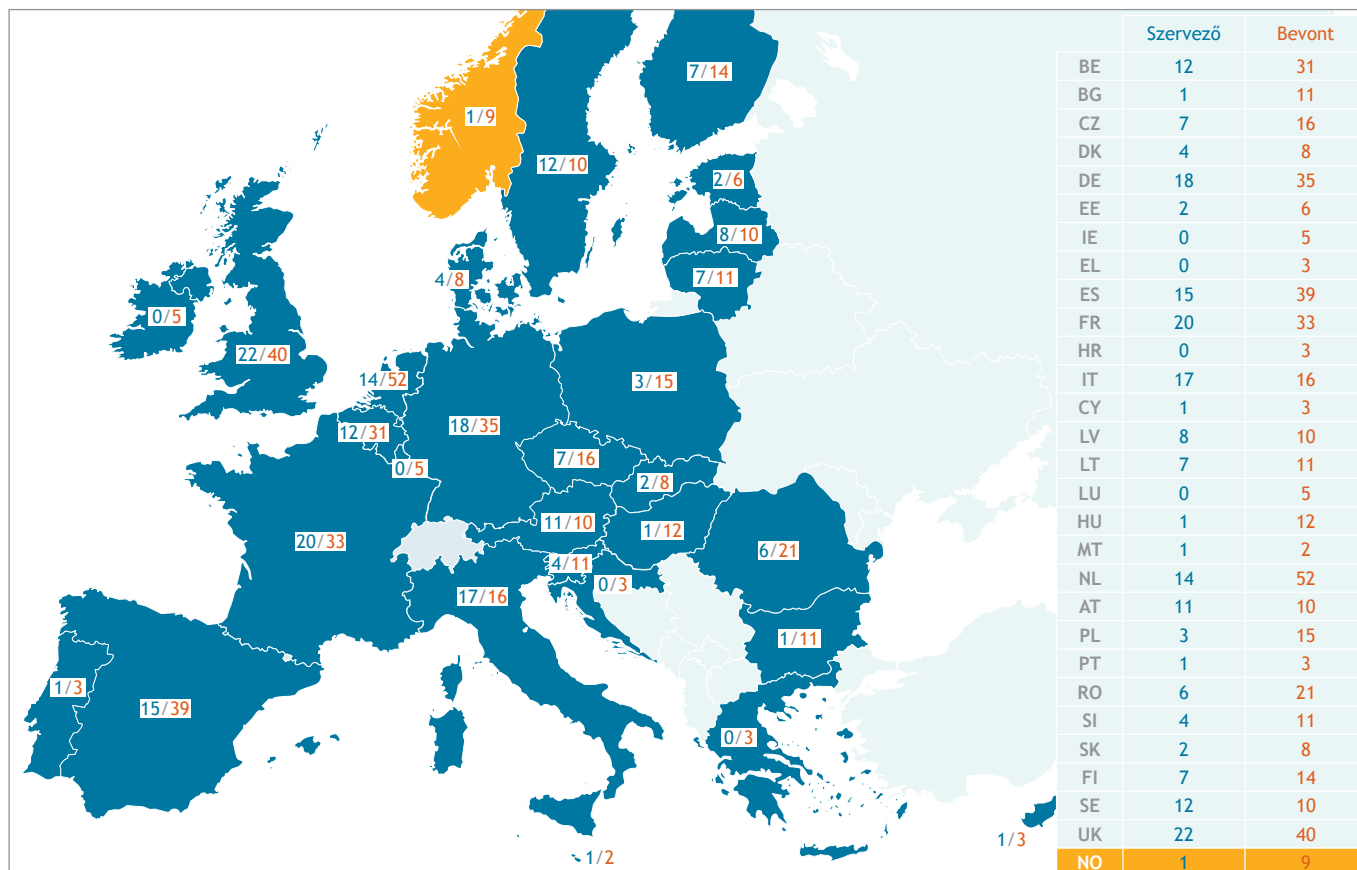 Szervező Bevont
BE 12 31
BG 1 11
CZ 7 16
DK 4 8
DE 18 35
EE 2 6
IE 0 5
EL 0 3
ES 15 39
FR 20 33
HR 0 3
IT 17 16
CY 1 3
LV 8 10
LT 7 11
LU 0 5
HU 1 12
MT 1 2
NL 14 52
AT 11 10
PL 3 15
PT 1 3
RO 6 21
SI 4 11
SK 2 8
FI 7 14
SE 12 10
UK 22 40
NO 1 9
7/14
1/9
12/10
2/6
8/10
7/11
4/8
0/5
22/40
14/52
3/15
12/31
18/35
0/5
7/16
2/8
11/10
1/12
20/33
6/21
4/11
0/3
17/16
1/11
1/3
15/39
0/3
1/3
1/2